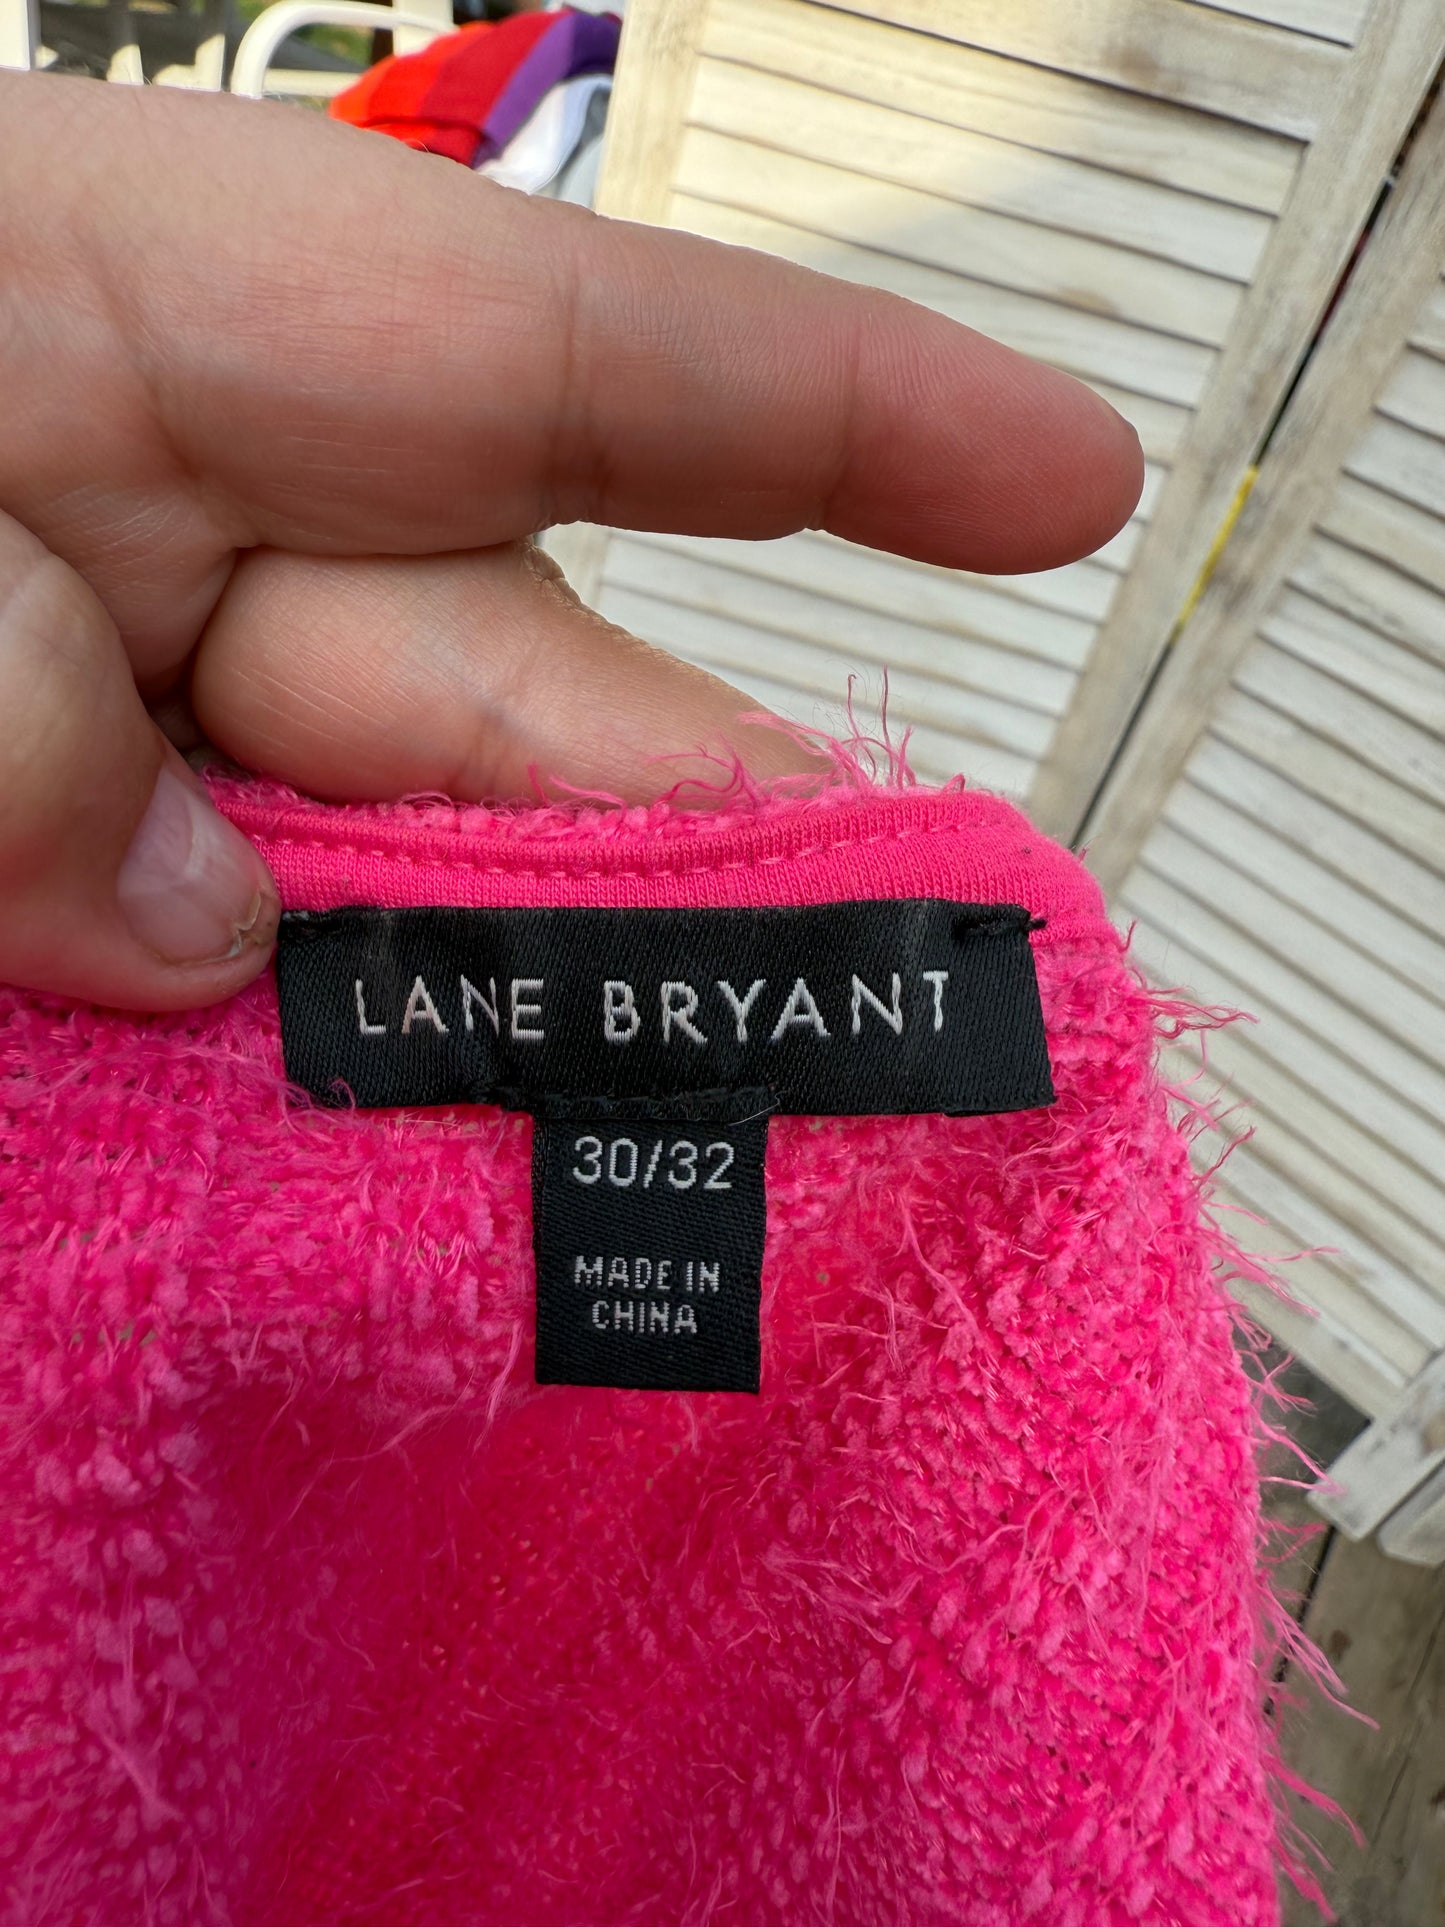 LANE BRYANT
30/32
MADE IN
CHINA